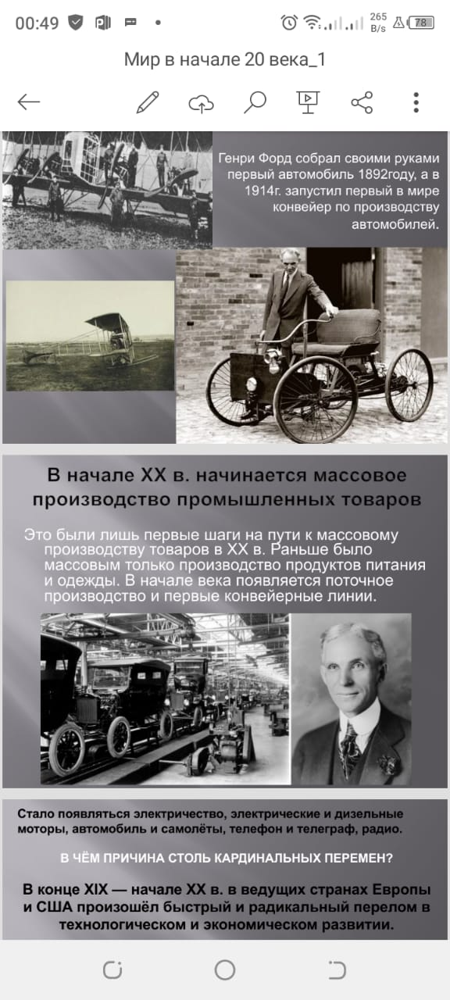 00:49
265
B/s
78
Мир в начале 20 века_1
Генри Форд собрал своими руками
первый автомобиль 1892году, а в
1914г. запустил первый в мире
конвейер по производству
автомобилей.
В начале XX в. начинается массовое
производство промышленных товаров
Это были лишь первые шаги на пути к массовому
производству товаров в XX в. Раньше было
массовым только производство продуктов питания
и одежды. В начале века появляется поточное
производство и первые конвейерные линии.
Стало появляться электричество, электрические и дизельные
моторы, автомобиль и самолёты, телефон и телеграф, радио.
В ЧЁМ ПРИЧИНА СТОЛЬ КАРДИНАЛЬНЫХ ПЕРЕМЕН?
В конце XIX — начале XX в. в ведущих странах Европы
и США произошёл быстрый и радикальный перелом в
технологическом и экономическом развитии.